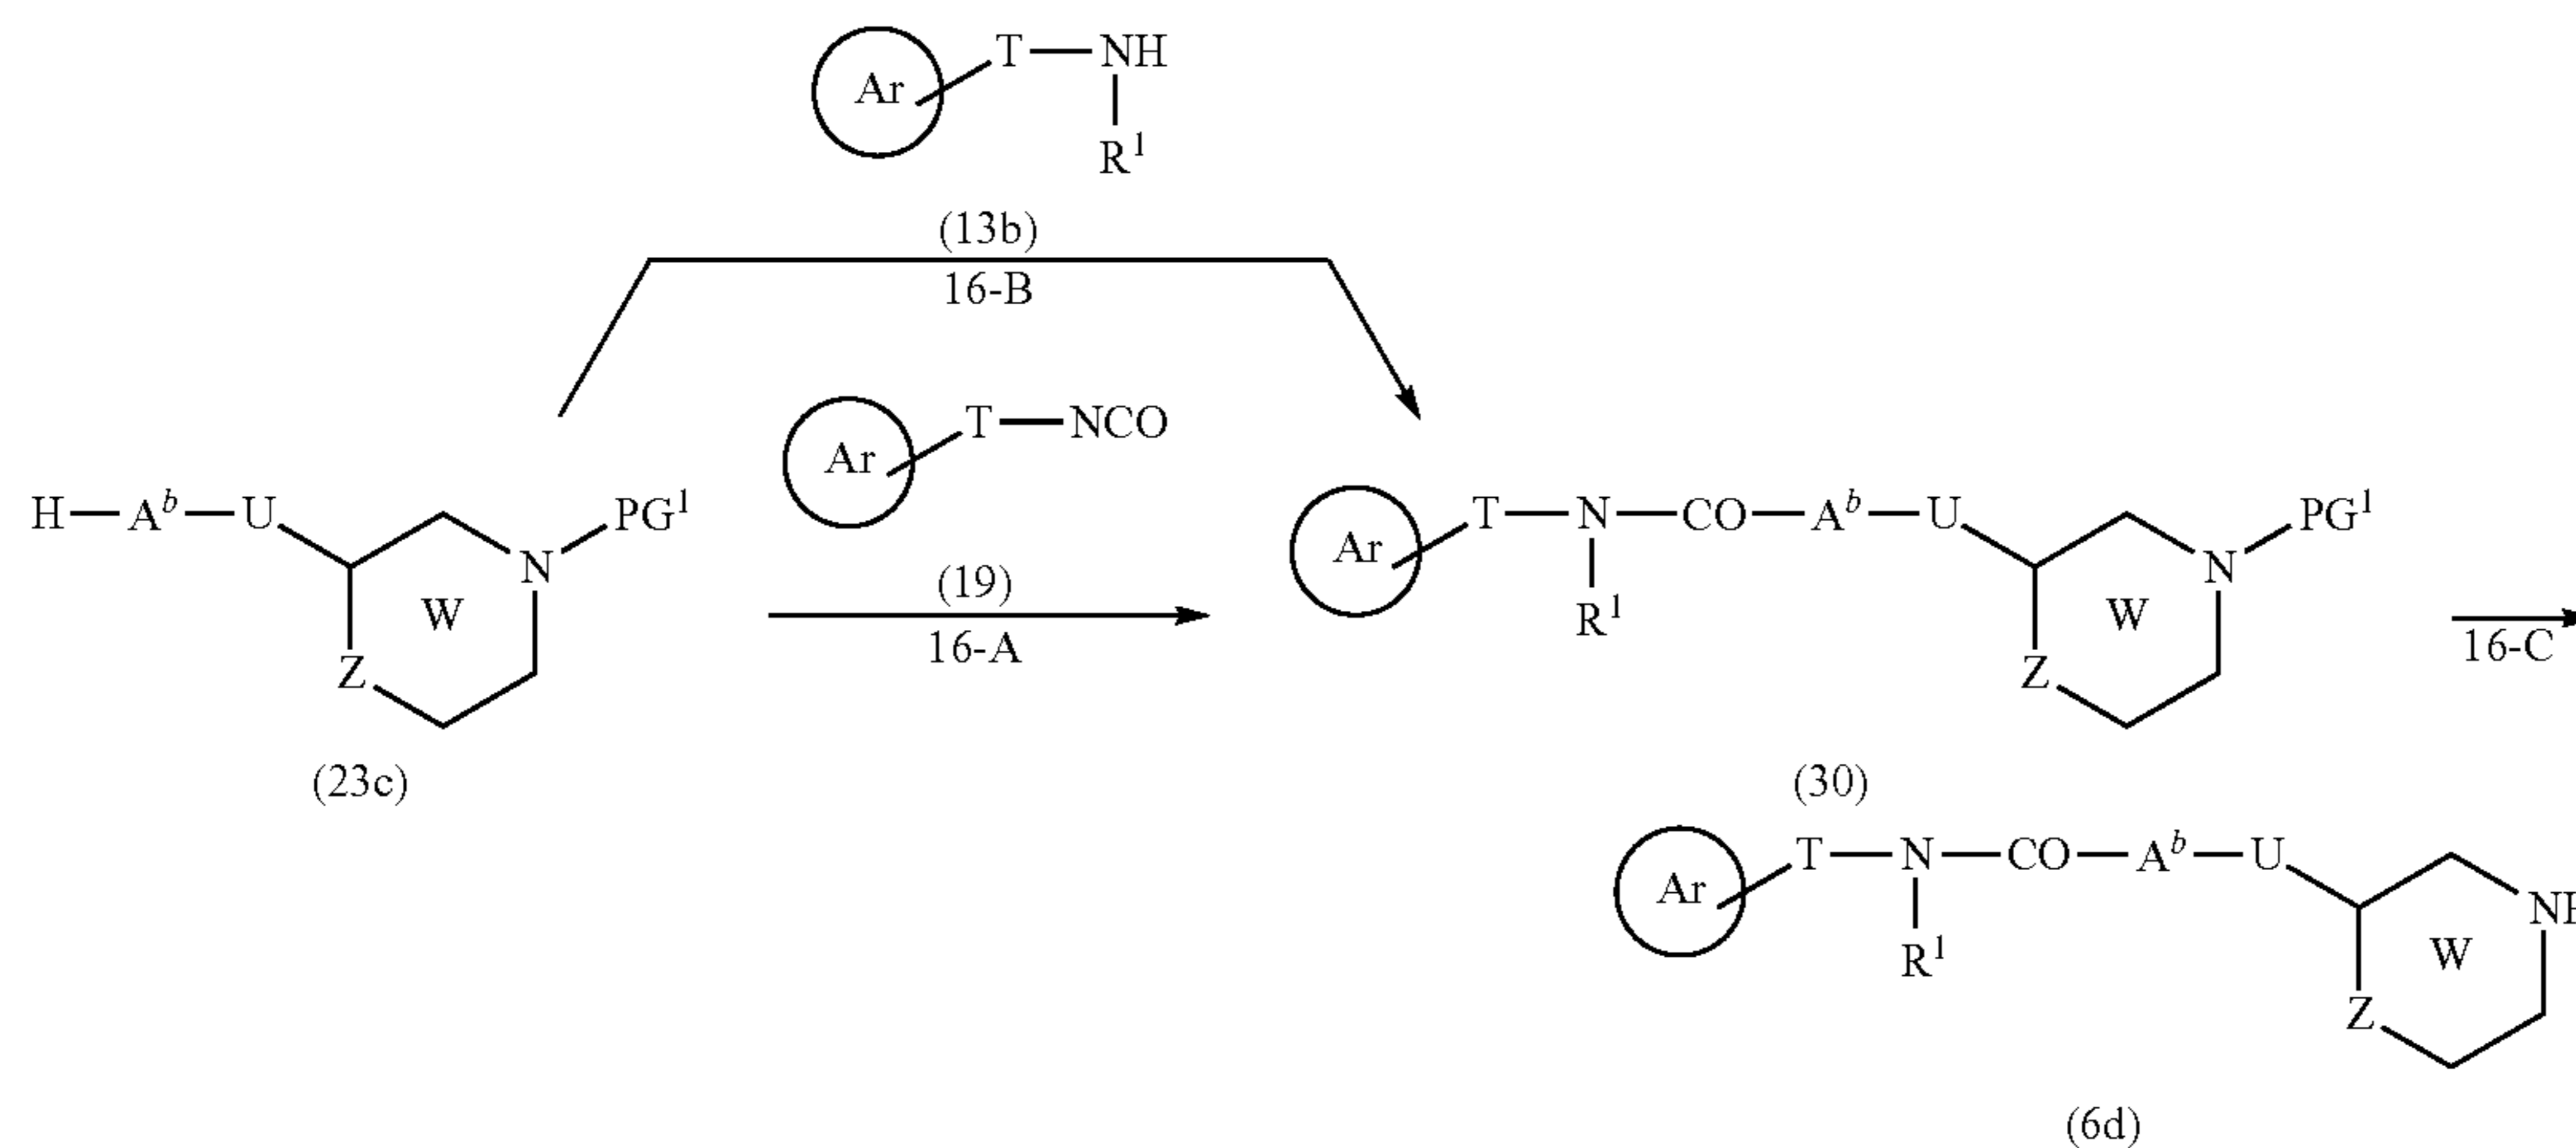 Ar T—NH
R¹
(13b)
16-B
Ar T—NCO
(19)
16-A
H—Aᵇ—U N PG¹
W
Z
(23c)
Ar T—N—CO—Aᵇ—U N PG¹
R¹ W
Z
(30)
16-C
Ar T—N—CO—Aᵇ—U
R¹ W
Z
(6d)